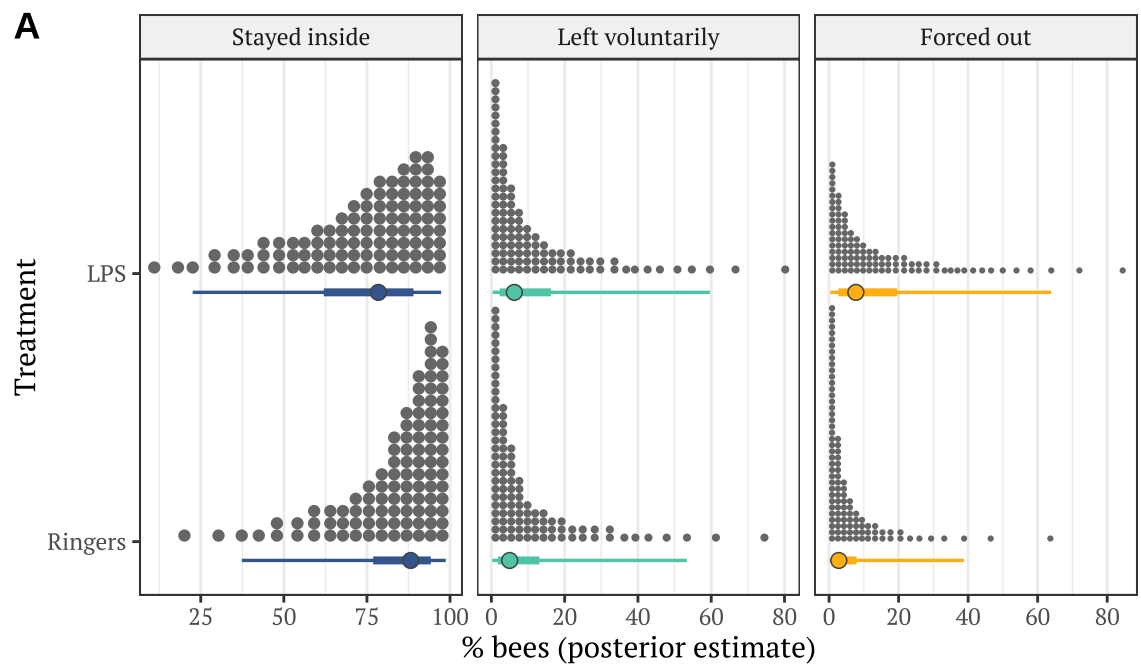 A
Stayed inside
Left voluntarily
Forced out
Treatment
LPS
Ringers
25 50 75 100
0 20 40 60 80
0 20 40 60 80
% bees (posterior estimate)